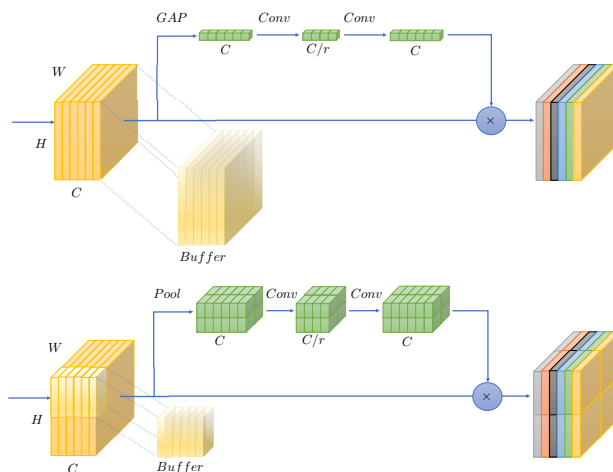 GAP Conv Conv
C C/r C
W
×
H
C
Buffer
Pool Conv Conv
C C/r C
W
×
H
C
Buffer